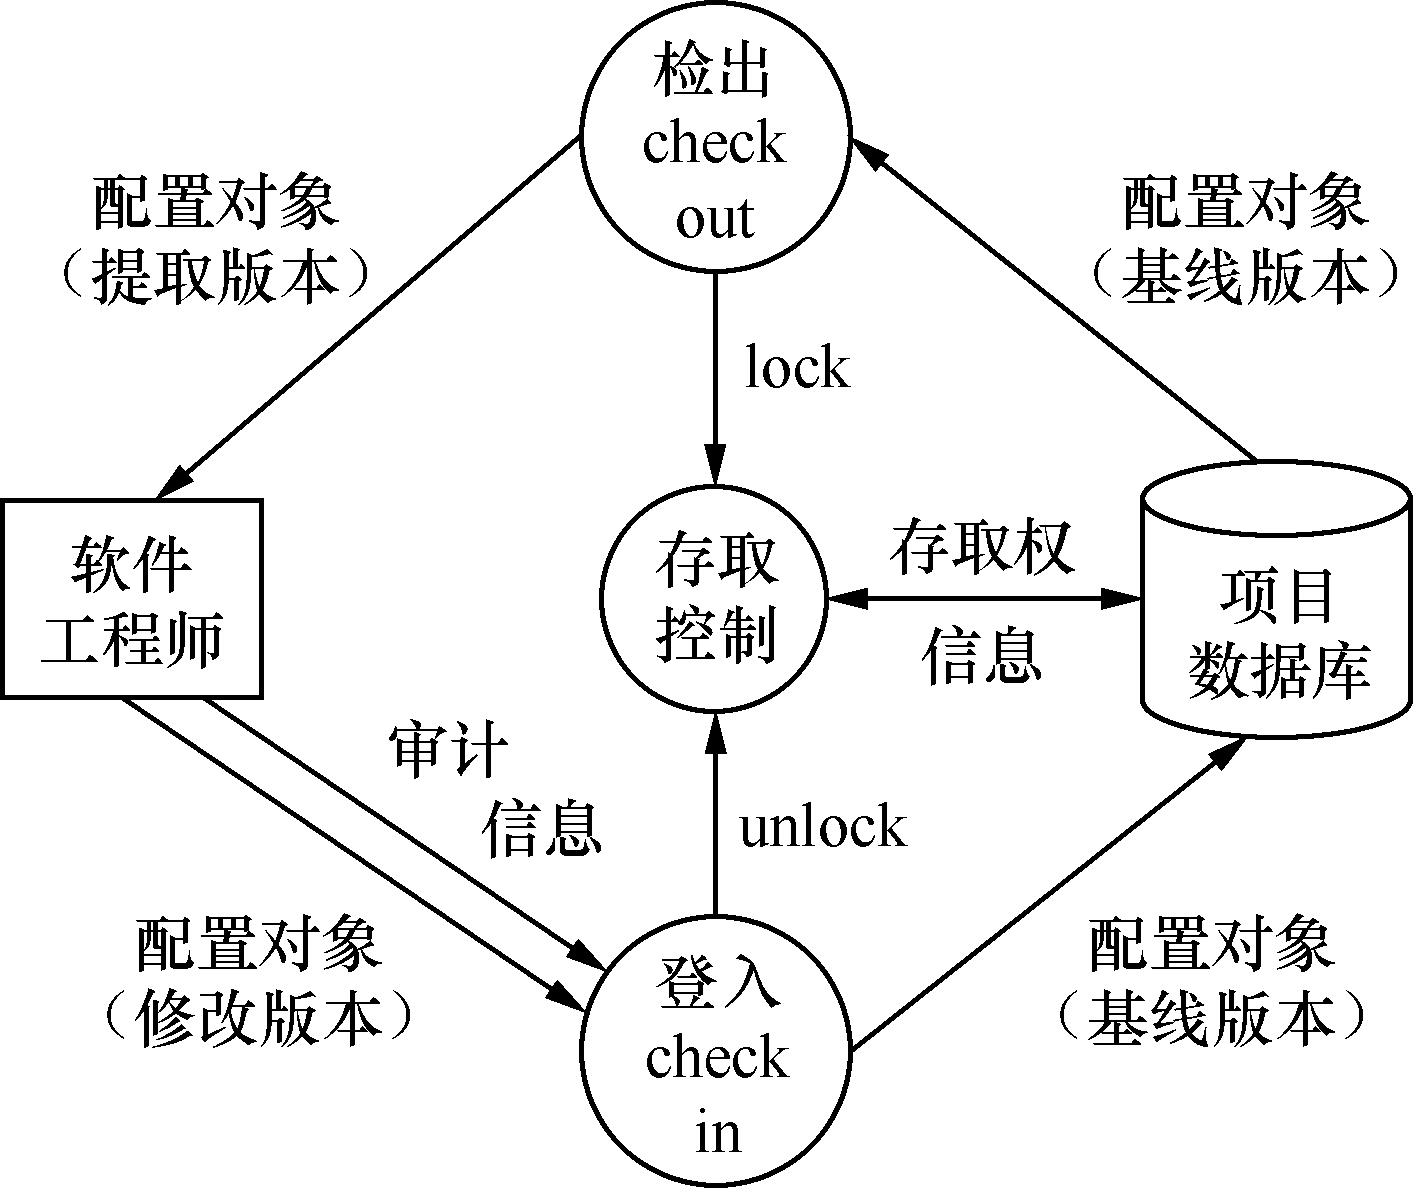 检出
check
out
配置对象
（提取版本）
配置对象
（基线版本）
lock
软件
工程师
存取
控制
存取权
信息
项目
数据库
审计
信息
unlock
配置对象
（修改版本）
登入
check
in
配置对象
（基线版本）